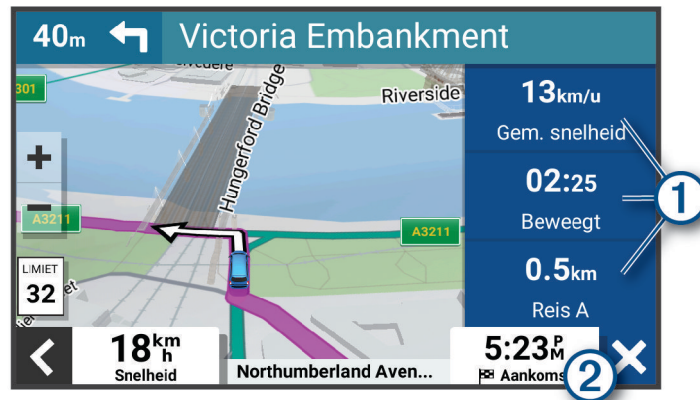 40m Victoria Embankment
301
Hungerford Bridge
Riverside
13km/u
Gem. snelheid
02:25
Beweegt
0.5km
Reis A
1
+
-
A3211
A3211
LIMIET
32
18km/h
Snelheid
Northumberland Aven...
5:23PM
Aankoms
2